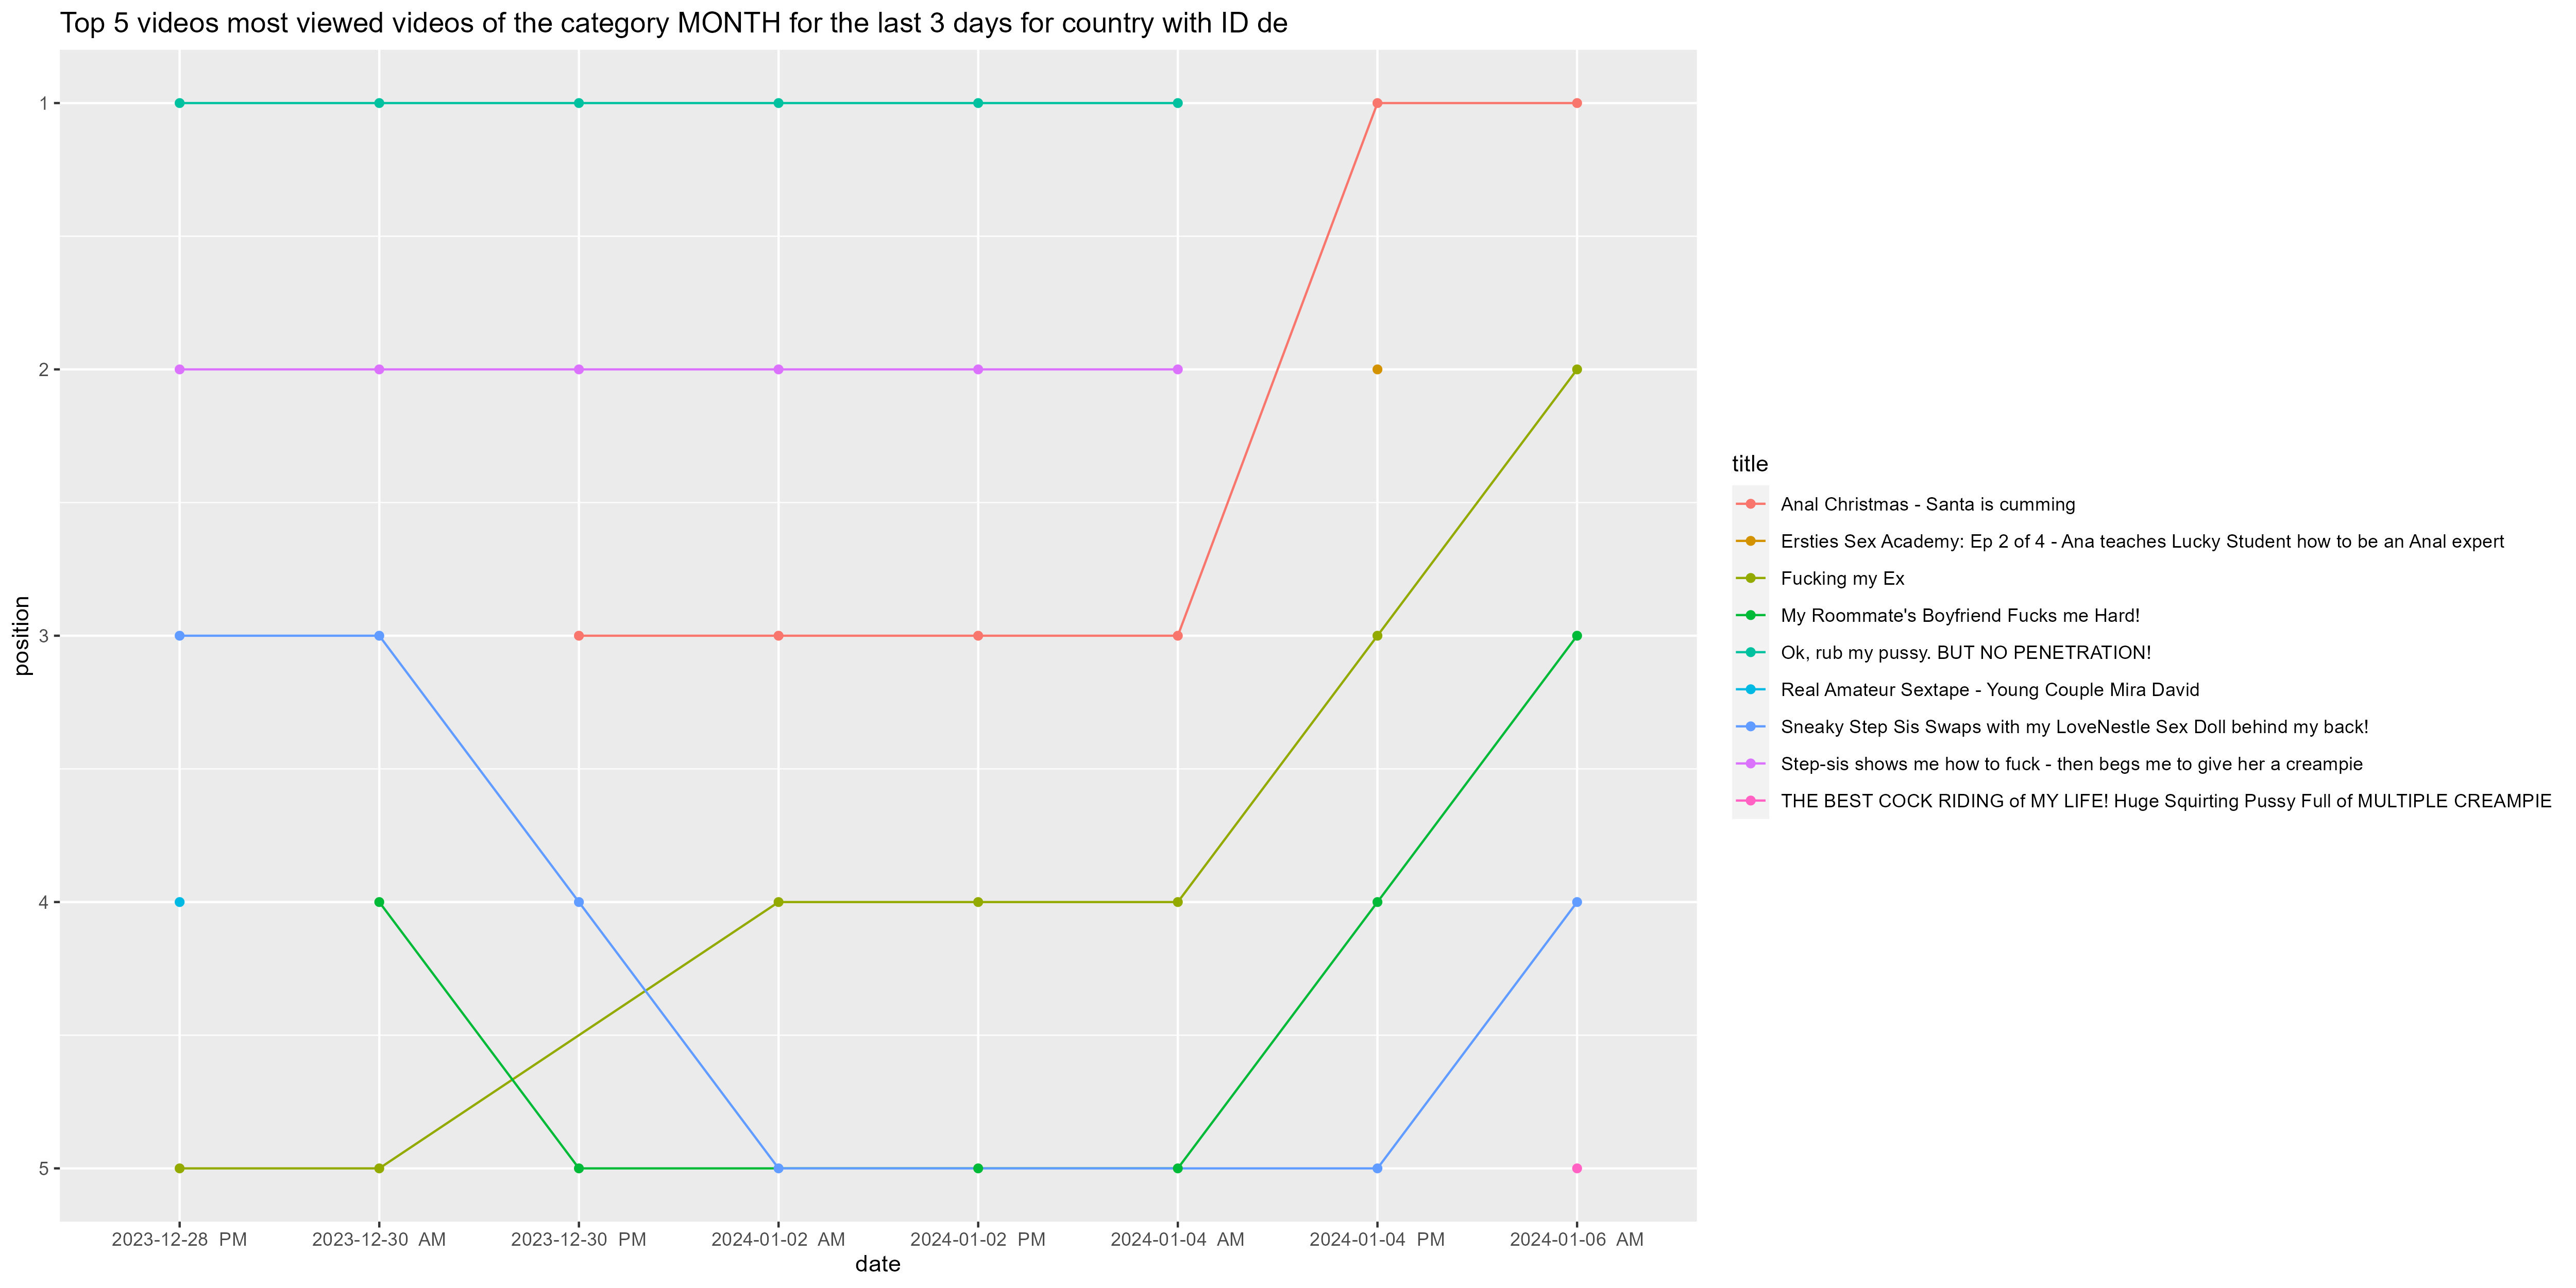 Top 5 videos most viewed videos of the category MONTH for the last 3 days for country with ID de
position
1
2
3
4
5
2023-12-28 PM
2023-12-30 AM
2023-12-30 PM
2024-01-02 AM
2024-01-02 PM
2024-01-04 AM
2024-01-04 PM
2024-01-06 AM
date
title
Anal Christmas - Santa is cumming
Ersties Sex Academy: Ep 2 of 4 - Ana teaches Lucky Student how to be an Anal expert
Fucking my Ex
My Roommate's Boyfriend Fucks me Hard!
Ok, rub my pussy. BUT NO PENETRATION!
Real Amateur Sextape - Young Couple Mira David
Sneaky Step Sis Swaps with my LoveNestle Sex Doll behind my back!
Step-sis shows me how to fuck - then begs me to give her a creampie
THE BEST COCK RIDING of MY LIFE! Huge Squirting Pussy Full of MULTIPLE CREAMPIE